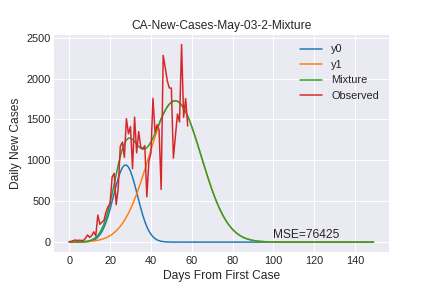 CA-New-Cases-May-03-2-Mixture
2500
2000
1500
1000
500
0
Daily New Cases
y0
y1
Mixture
Observed
MSE=76425
0 20 40 60 80 100 120 140
Days From First Case